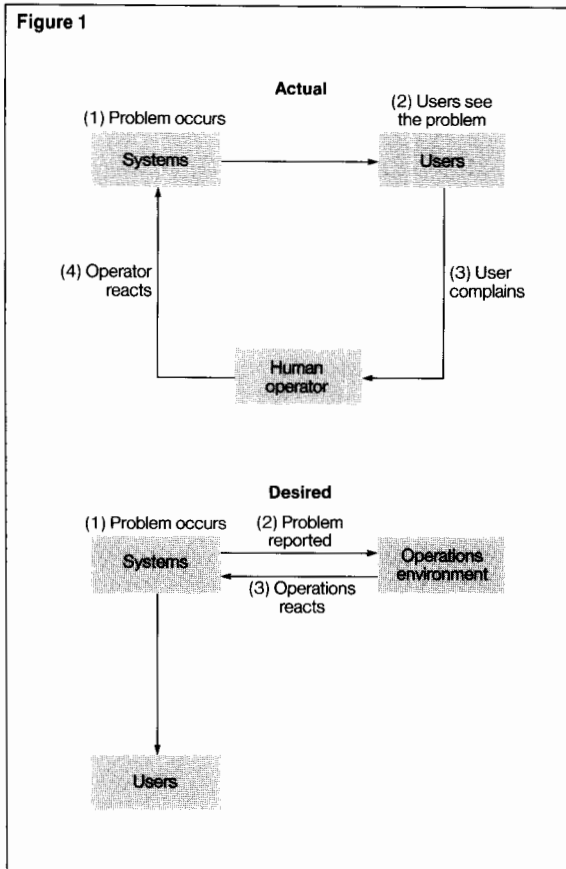 Figure 1
Actual
(1) Problem occurs
(2) Users see
the problem
Systems
Users
(4) Operator
reacts
(3) User
complains
Human
operator
Desired
(1) Problem occurs
(2) Problem
reported
Systems
Operations
environment
(3) Operations
reacts
Users